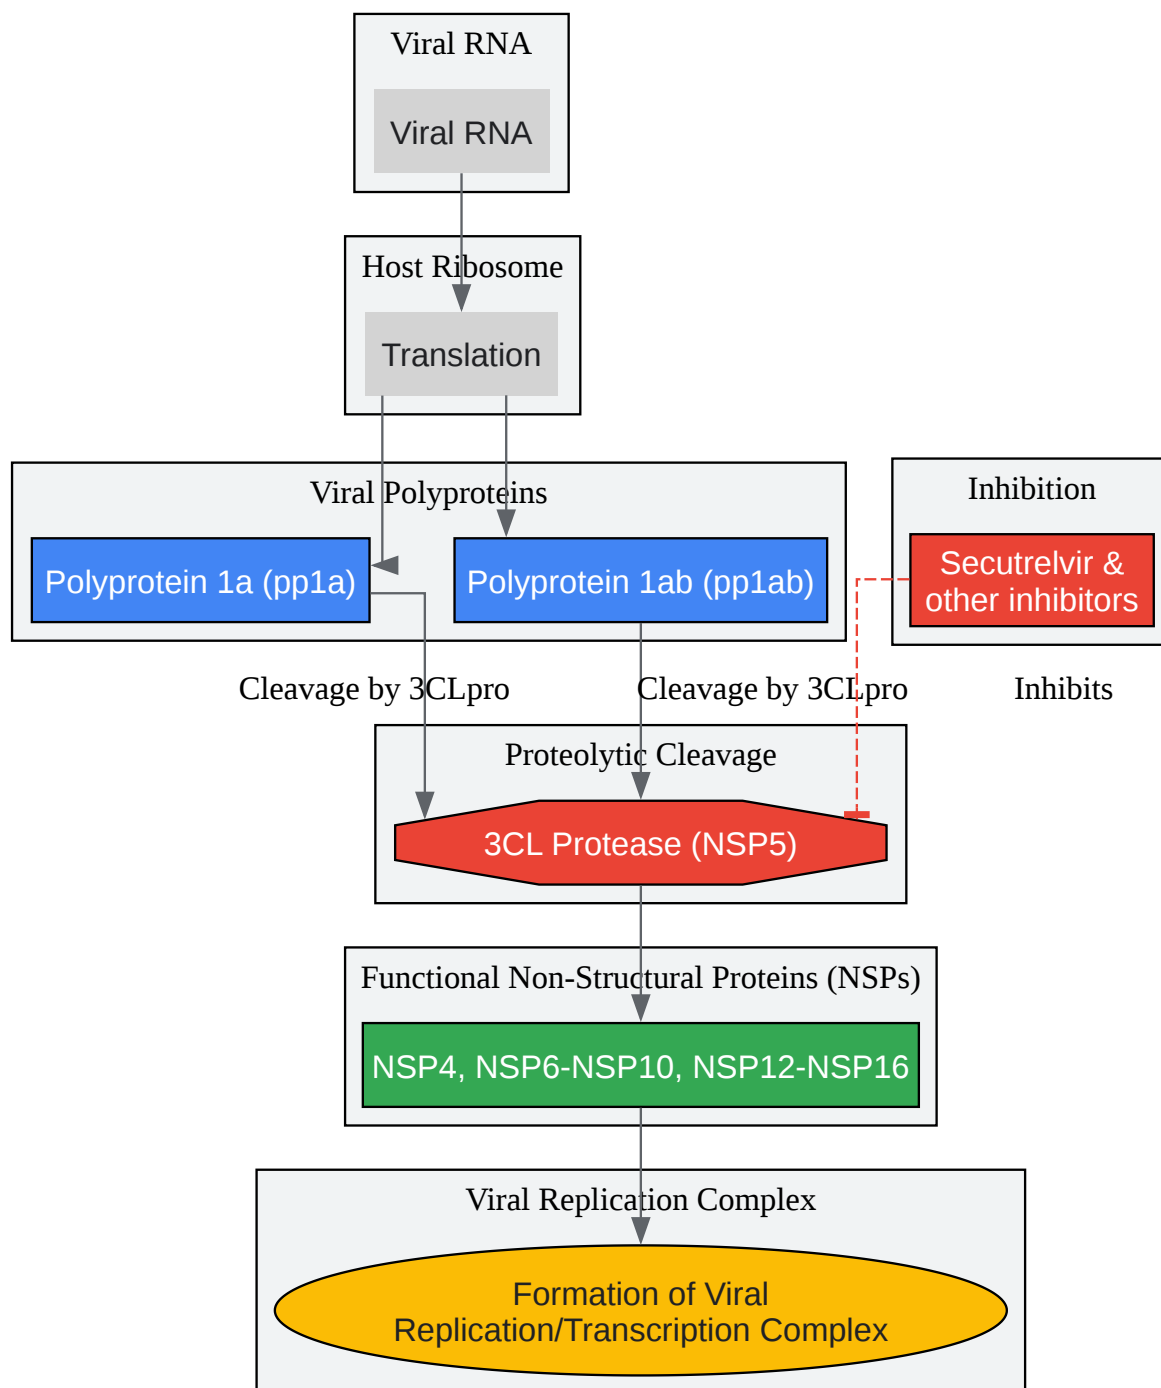 Viral RNA
Viral RNA
Host Ribosome
Translation
Viral Polyproteins
Polyprotein 1a (pp1a)
Polyprotein 1ab (pp1ab)
Inhibition
Secutrelvir &
other inhibitors
Cleavage by 3CLpro
Cleavage by 3CLpro
Inhibits
Proteolytic Cleavage
3CL Protease (NSP5)
Functional Non-Structural Proteins (NSPs)
NSP4, NSP6-NSP10, NSP12-NSP16
Viral Replication Complex
Formation of Viral
Replication/Transcription Complex